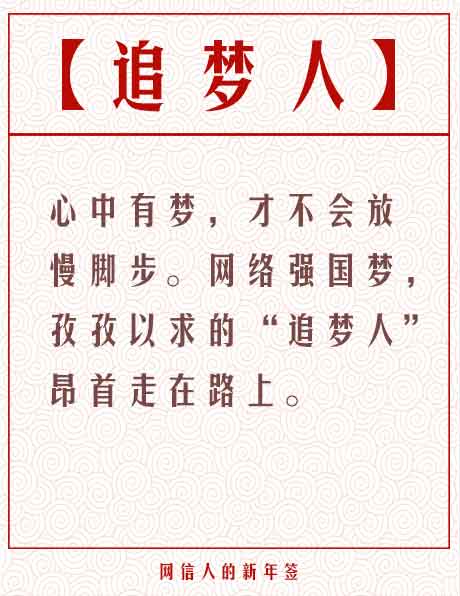 【追梦人】
心中有梦，才不会放
慢脚步。网络强国梦，
孜孜以求的“追梦人”
昂首走在路上。
网信人的新年签